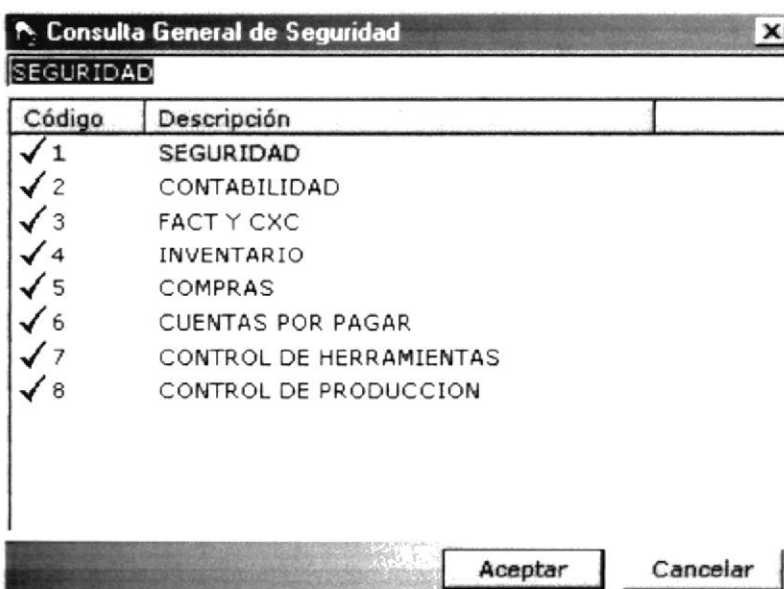 Consulta General de Seguridad
SEGURIDAD
Código Descripción
1 SEGURIDAD
2 CONTABILIDAD
3 FACT Y CXC
4 INVENTARIO
5 COMPRAS
6 CUENTAS POR PAGAR
7 CONTROL DE HERRAMIENTAS
8 CONTROL DE PRODUCCION
Aceptar Cancelar